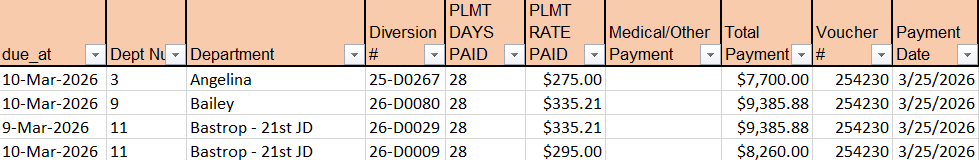 due_at Dept Nu Department Diversion # PLMT DAYS PAID PLMT RATE PAID Medical/Other Payment Total Payment Voucher # Payment Date
10-Mar-2026 3 Angelina 25-D0267 28 $275.00 $7,700.00 254230 3/25/2026
10-Mar-2026 9 Bailey 26-D0080 28 $335.21 $9,385.88 254230 3/25/2026
9-Mar-2026 11 Bastrop - 21st JD 26-D0029 28 $335.21 $9,385.88 254230 3/25/2026
10-Mar-2026 11 Bastrop - 21st JD 26-D0009 28 $295.00 $8,260.00 254230 3/25/2026